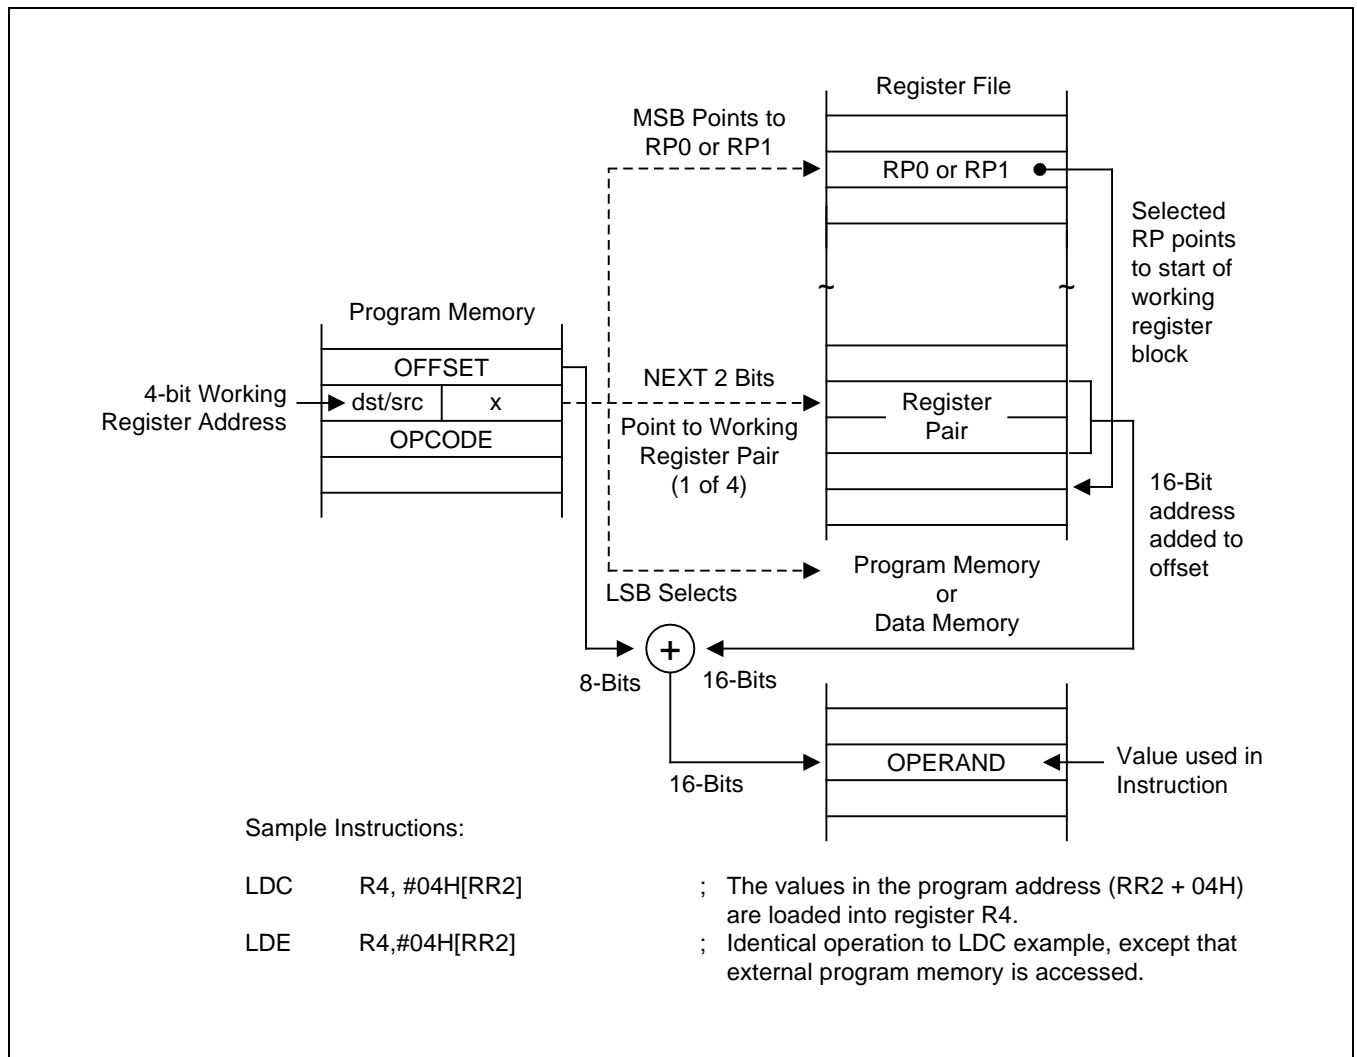 Register File
MSB Points to
RP0 or RP1
RP0 or RP1
Selected
RP points
to start of
working
register
block
~ ~
Program Memory
OFFSET
4-bit Working
Register Address
dst/src x
OPCODE
NEXT 2 Bits
Point to Working
Register Pair
(1 of 4)
Register
Pair
16-Bit
address
added to
offset
LSB Selects
Program Memory
or
Data Memory
+
8-Bits 16-Bits
16-Bits
OPERAND
Value used in
Instruction
Sample Instructions:
LDC R4, #04H[RR2] ; The values in the program address (RR2 + 04H)
are loaded into register R4.
LDE R4,#04H[RR2] ; Identical operation to LDC example, except that
external program memory is accessed.